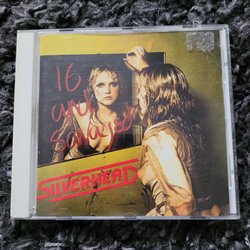 16
and
Savaged
SILVERHEAD